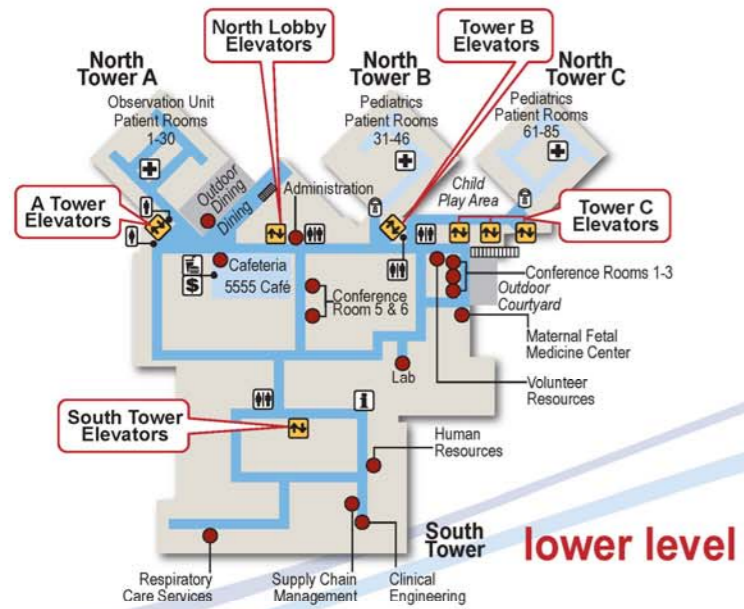 North Lobby
Elevators
Tower B
Elevators
North
Tower A
North
Tower B
North
Tower C
Observation Unit
Patient Rooms
1-30
Pediatrics
Patient Rooms
31-46
Pediatrics
Patient Rooms
61-85
Outdoor
Dining
Dining
Administration
Child
Play Area
A Tower
Elevators
Tower C
Elevators
Cafeteria
5555 Café
$
Conference
Room 5 & 6
Conference Rooms 1-3
Outdoor
Courtyard
Maternal Fetal
Medicine Center
Lab
Volunteer
Resources
i
South Tower
Elevators
Human
Resources
South
Tower
lower level
Respiratory
Care Services
Supply Chain
Management
Clinical
Engineering